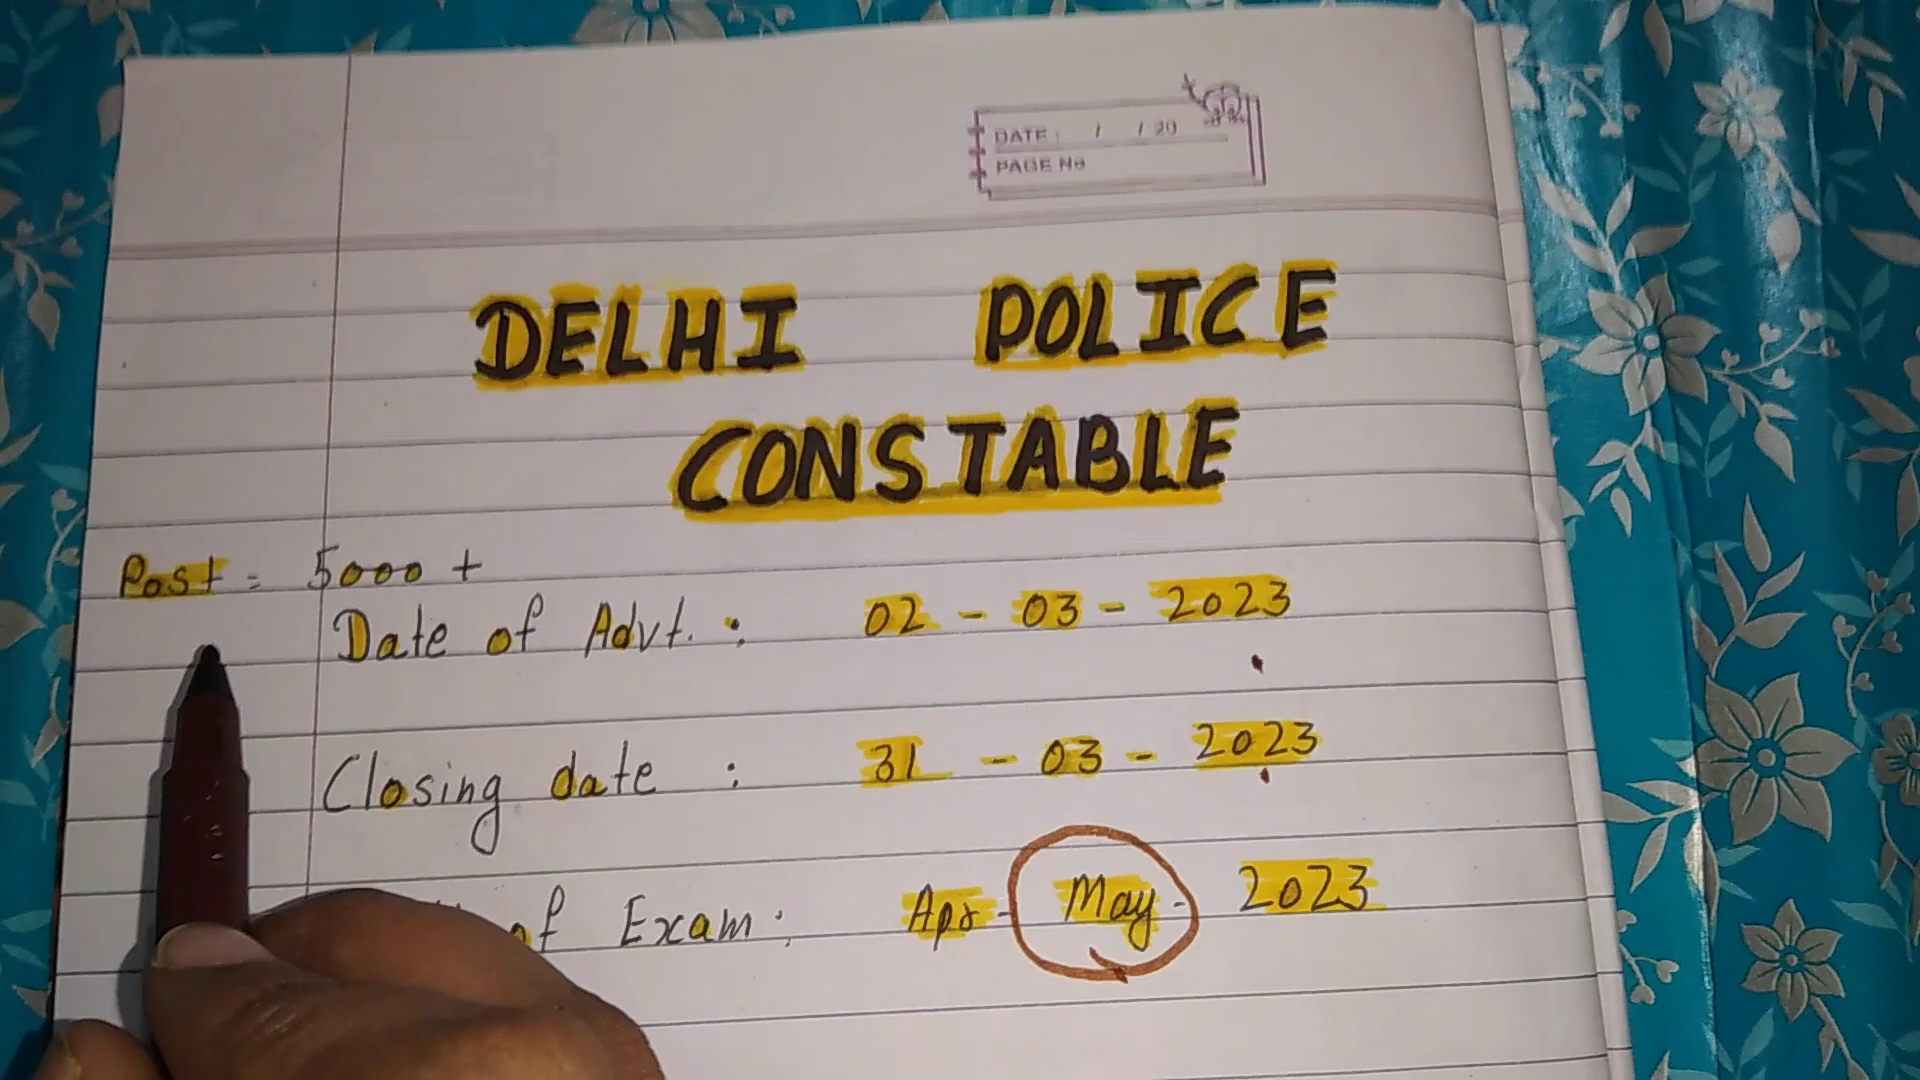 DATE : / / 20
PAGE No
DELHI POLICE
CONSTABLE
Post = 5000 +
Date of Advt. : 02 - 03 - 2023
Closing date : 31 - 03 - 2023
of Exam : Apr - May - 2023